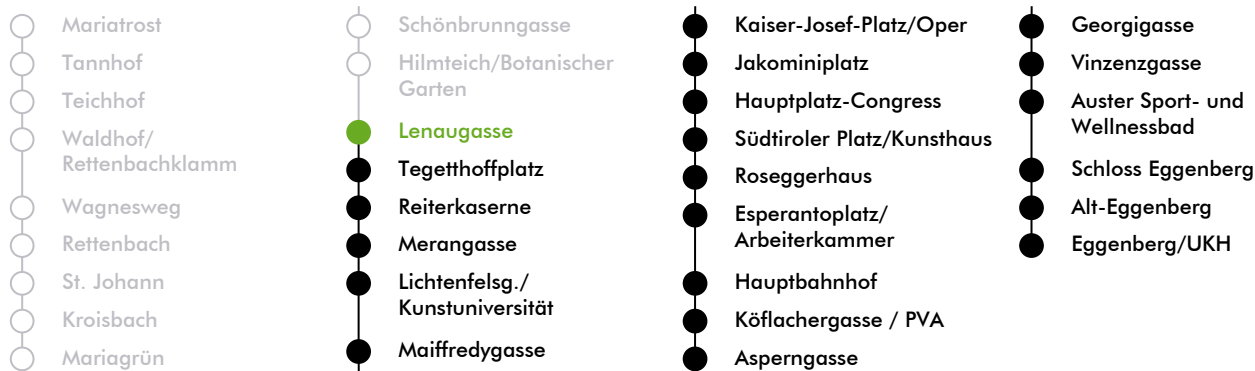 Mariatrost
Tannhof
Teichhof
Waldhof/
Rettenbachklamm
Wagnesweg
Rettenbach
St. Johann
Kroisbach
Mariagrün
Schönbrunngasse
Hilmteich/Botanischer
Garten
Lenaugasse
Tegetthoffplatz
Reiterkaserne
Merangasse
Lichtenfelsg./
Kunstuniversität
Maiffredygasse
Kaiser-Josef-Platz/Oper
Jakominiplatz
Hauptplatz-Congress
Südtiroler Platz/Kunsthaus
Roseggerhaus
Esperantoplatz/
Arbeiterkammer
Hauptbahnhof
Köflachergasse / PVA
Asperngasse
Georgigasse
Vinzenzgasse
Auster Sport- und
Wellnessbad
Schloss Eggenberg
Alt-Eggenberg
Eggenberg/UKH